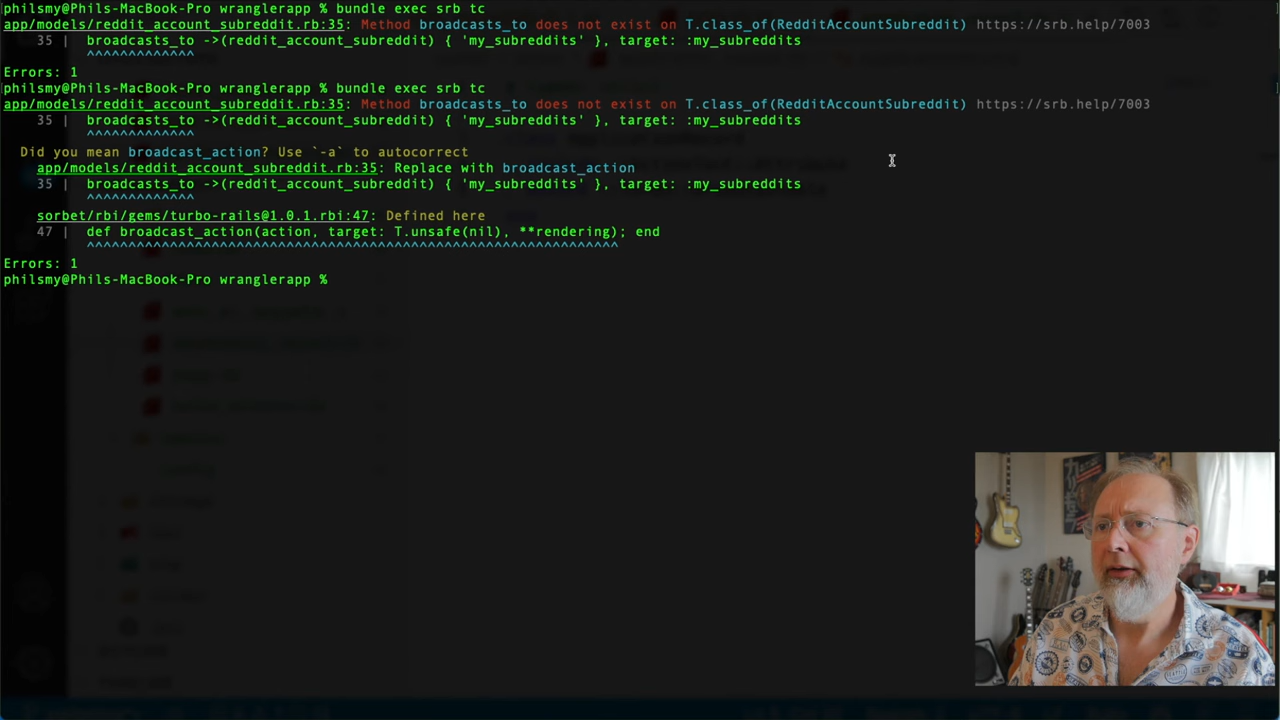 philsmy@Phils-MacBook-Pro wranglerapp % bundle exec srb tc
app/models/reddit_account_subreddit.rb:35: Method broadcasts_to does not exist on T.class_of(RedditAccountSubreddit) https://srb.help/7003
35 | broadcasts_to ->(reddit_account_subreddit) { 'my_subreddits' }, target: :my_subreddits
^^^^^^^^^^^^^
Errors: 1
philsmy@Phils-MacBook-Pro wranglerapp % bundle exec srb tc
app/models/reddit_account_subreddit.rb:35: Method broadcasts_to does not exist on T.class_of(RedditAccountSubreddit) https://srb.help/7003
35 | broadcasts_to ->(reddit_account_subreddit) { 'my_subreddits' }, target: :my_subreddits
^^^^^^^^^^^^^
Did you mean broadcast_action? Use `-a` to autocorrect
app/models/reddit_account_subreddit.rb:35: Replace with broadcast_action
35 | broadcasts_to ->(reddit_account_subreddit) { 'my_subreddits' }, target: :my_subreddits
^^^^^^^^^^^^^
sorbet/rbi/gems/turbo-rails@1.0.1.rbi:47: Defined here
47 | def broadcast_action(action, target: T.unsafe(nil), **rendering); end
^^^^^^^^^^^^^^^^^^^^^^^^^^^^^^^^^^^^^^^^^^^^^^^^^^^^^^^^^^^^^^^^
Errors: 1
philsmy@Phils-MacBook-Pro wranglerapp %